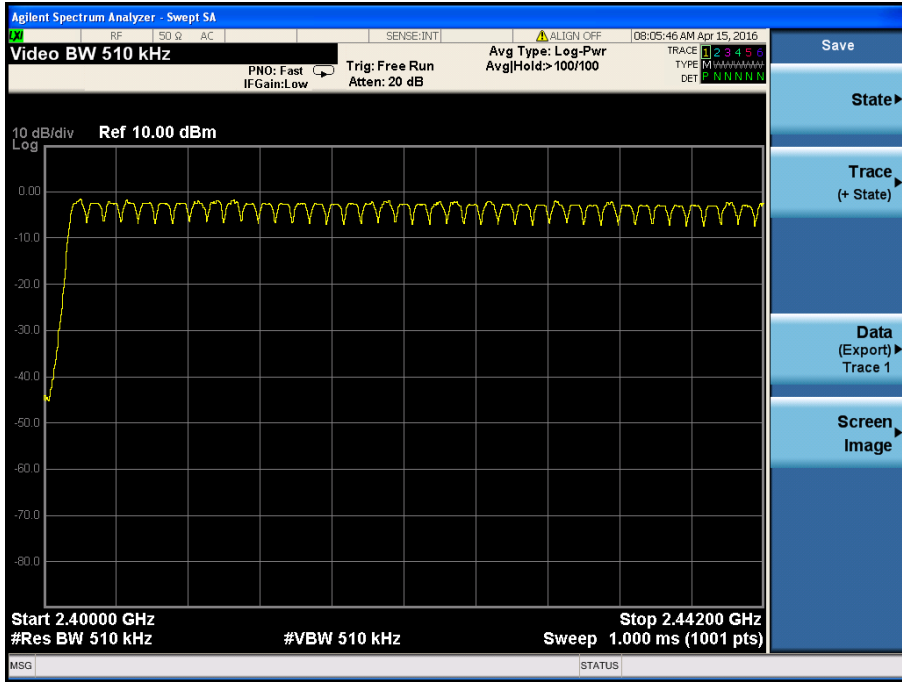 Agilent Spectrum Analyzer - Swept SA
LXI RF 50 Ω AC SENSE:INT ALIGN OFF 08:05:46 AM Apr 15, 2016
Video BW 510 kHz
PNO: Fast
IFGain:Low
Trig: Free Run
Atten: 20 dB
Avg Type: Log-Pwr
Avg|Hold:> 100/100
TRACE 1 2 3 4 5 6
TYPE M WWWWW
DET P N N N N N
Save
State
Trace
(+ State)
Data
(Export)
Trace 1
Screen
Image
10 dB/div Ref 10.00 dBm
Log
0.00
-10.0
-20.0
-30.0
-40.0
-50.0
-60.0
-70.0
-80.0
Start 2.40000 GHz Stop 2.44200 GHz
#Res BW 510 kHz #VBW 510 kHz Sweep 1.000 ms (1001 pts)
MSG STATUS